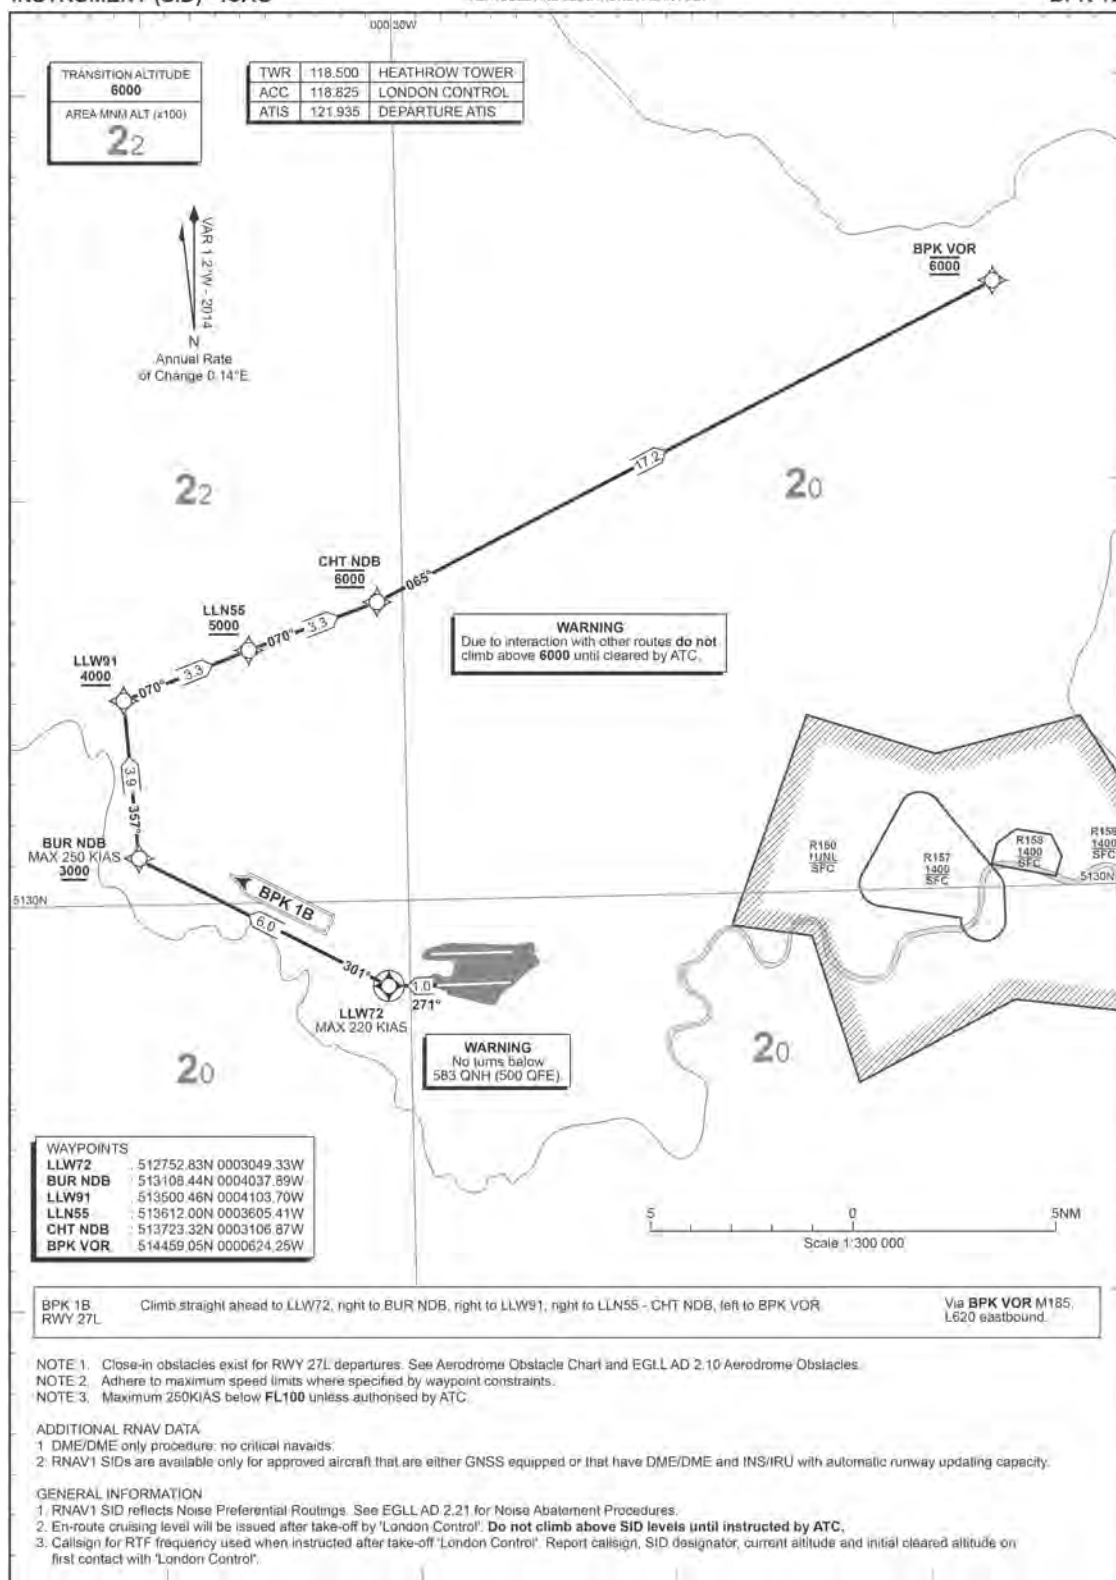 000 30W
TRANSITION ALTITUDE
6000
AREA MNM ALT (x100)
22
TWR 118.500 HEATHROW TOWER
ACC 118.825 LONDON CONTROL
ATIS 121.935 DEPARTURE ATIS
VAR 1.2°W - 2014
N
Annual Rate
of Change 0.14°E
BPK VOR
6000
17.2
22
20
CHT NDB
6000
065°
LLN55
5000
070°
3.3
LLW91
4000
070°
3.3
WARNING
Due to interaction with other routes do not
climb above 6000 until cleared by ATC.
3.9
357°
BUR NDB
MAX 250 KIAS
3000
R160
SFC
R157
1400
SFC
R158
1400
SFC
1400
SFC
5130N
5130N
BPK 1B
6.0
301°
1.0
271°
LLW72
MAX 220 KIAS
WARNING
No turns below
583 QNH (500 QFE)
20
20
WAYPOINTS
LLW72 : 512752.83N 0003049.33W
BUR NDB : 513108.44N 0004037.89W
LLW91 : 513500.46N 0004103.70W
LLN55 : 513612.00N 0003605.41W
CHT NDB : 513723.32N 0003106.87W
BPK VOR : 514459.05N 0000624.25W
5 0 5NM
Scale 1:300 000
BPK 1B Climb straight ahead to LLW72, right to BUR NDB, right to LLW91, right to LLN55 - CHT NDB, left to BPK VOR. Via BPK VOR M185,
RWY 27L L620 eastbound.
NOTE 1. Close-in obstacles exist for RWY 27L departures. See Aerodrome Obstacle Chart and EGLL AD 2.10 Aerodrome Obstacles.
NOTE 2. Adhere to maximum speed limits where specified by waypoint constraints.
NOTE 3. Maximum 250KIAS below FL100 unless authorised by ATC.
ADDITIONAL RNAV DATA
1 DME/DME only procedure: no critical navaids.
2 RNAV1 SIDs are available only for approved aircraft that are either GNSS equipped or that have DME/DME and INS/IRU with automatic runway updating capacity.
GENERAL INFORMATION
1. RNAV1 SID reflects Noise Preferential Routings. See EGLL AD 2.21 for Noise Abatement Procedures.
2. En-route cruising level will be issued after take-off by 'London Control'. Do not climb above SID levels until instructed by ATC.
3. Callsign for RTF frequency used when instructed after take-off 'London Control'. Report callsign, SID designator, current altitude and initial cleared altitude on
first contact with 'London Control'.